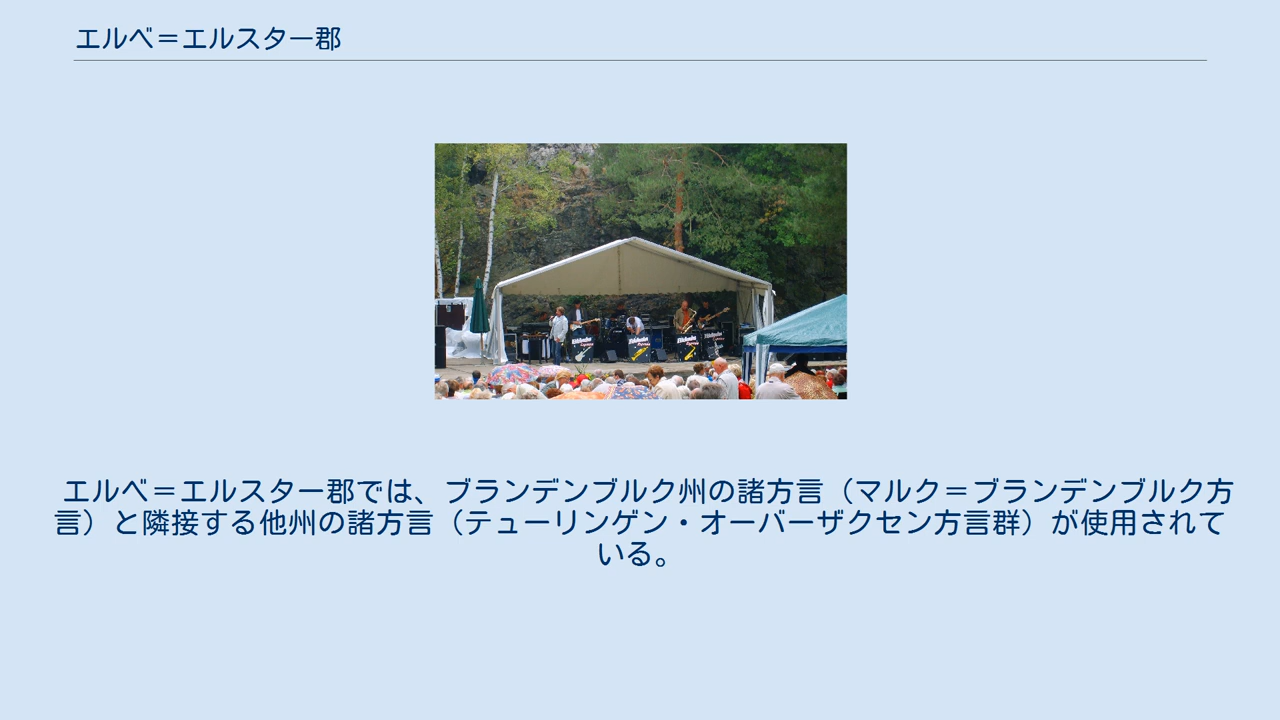 エルベ＝エルスター郡
エルベ＝エルスター郡では、ブランデンブルク州の諸方言（マルク＝ブランデンブルク方
言）と隣接する他州の諸方言（テューリンゲン・オーバーザクセン方言群）が使用されて
いる。